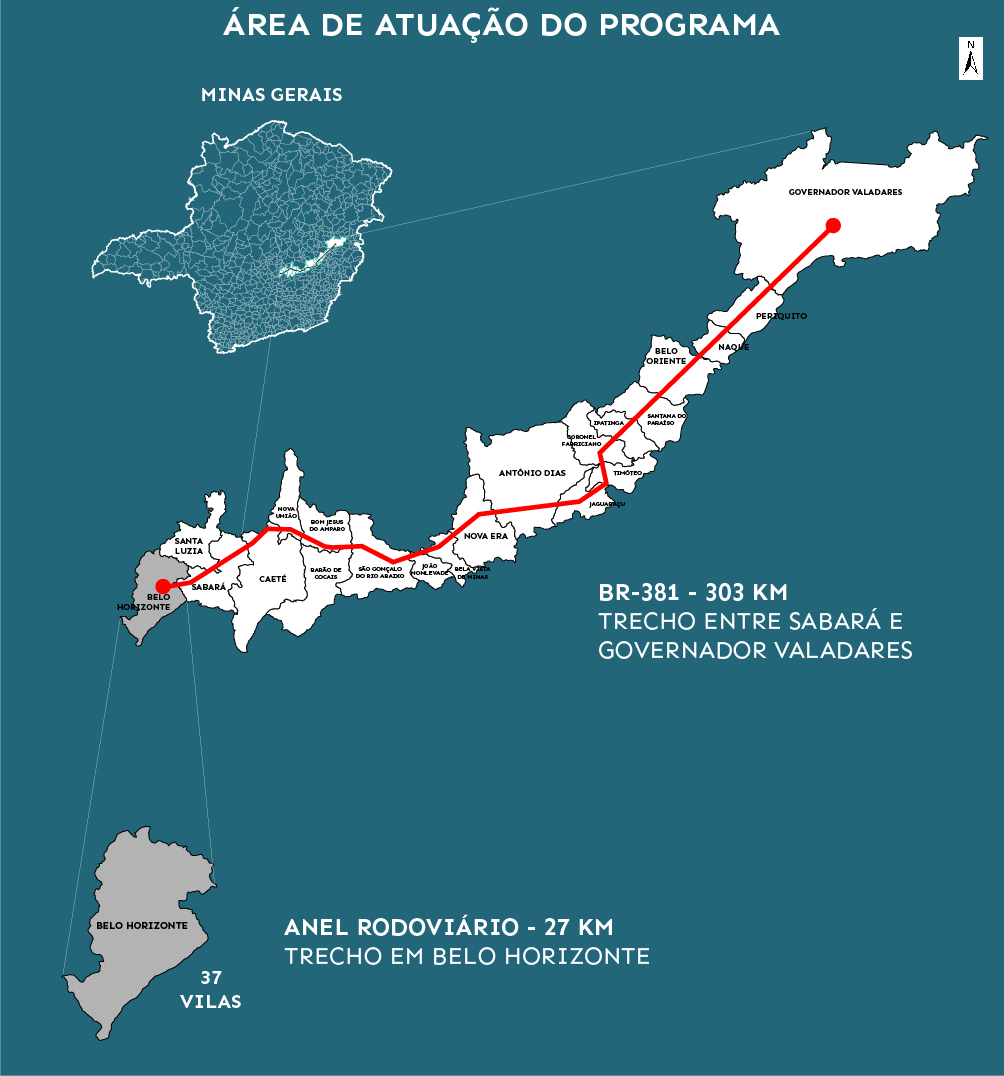 ÁREA DE ATUAÇÃO DO PROGRAMA
N
MINAS GERAIS
GOVERNADOR VALADARES
PERIQUITO
NAQUE
BELO
ORIENTE
IPATINGA
SANTANA DO
PARAÍSO
CORONEL
FABRICIANO
TIMÓTEO
ANTÔNIO DIAS
JAGUARAÇU
NOVA
UNIÃO
BOM JESUS
DO AMPARO
NOVA ERA
SANTA
LUZIA
JOÃO
MONLEVADE
BELA VISTA
DE MINAS
SÃO GONÇALO
DO RIO ABAIXO
BARÃO DE
COCAIS
CAETÉ
SABARÁ
BELO
HORIZONTE
BR-381 - 303 KM
TRECHO ENTRE SABARÁ E
GOVERNADOR VALADARES
BELO HORIZONTE
ANEL RODOVIÁRIO - 27 KM
TRECHO EM BELO HORIZONTE
37
VILAS